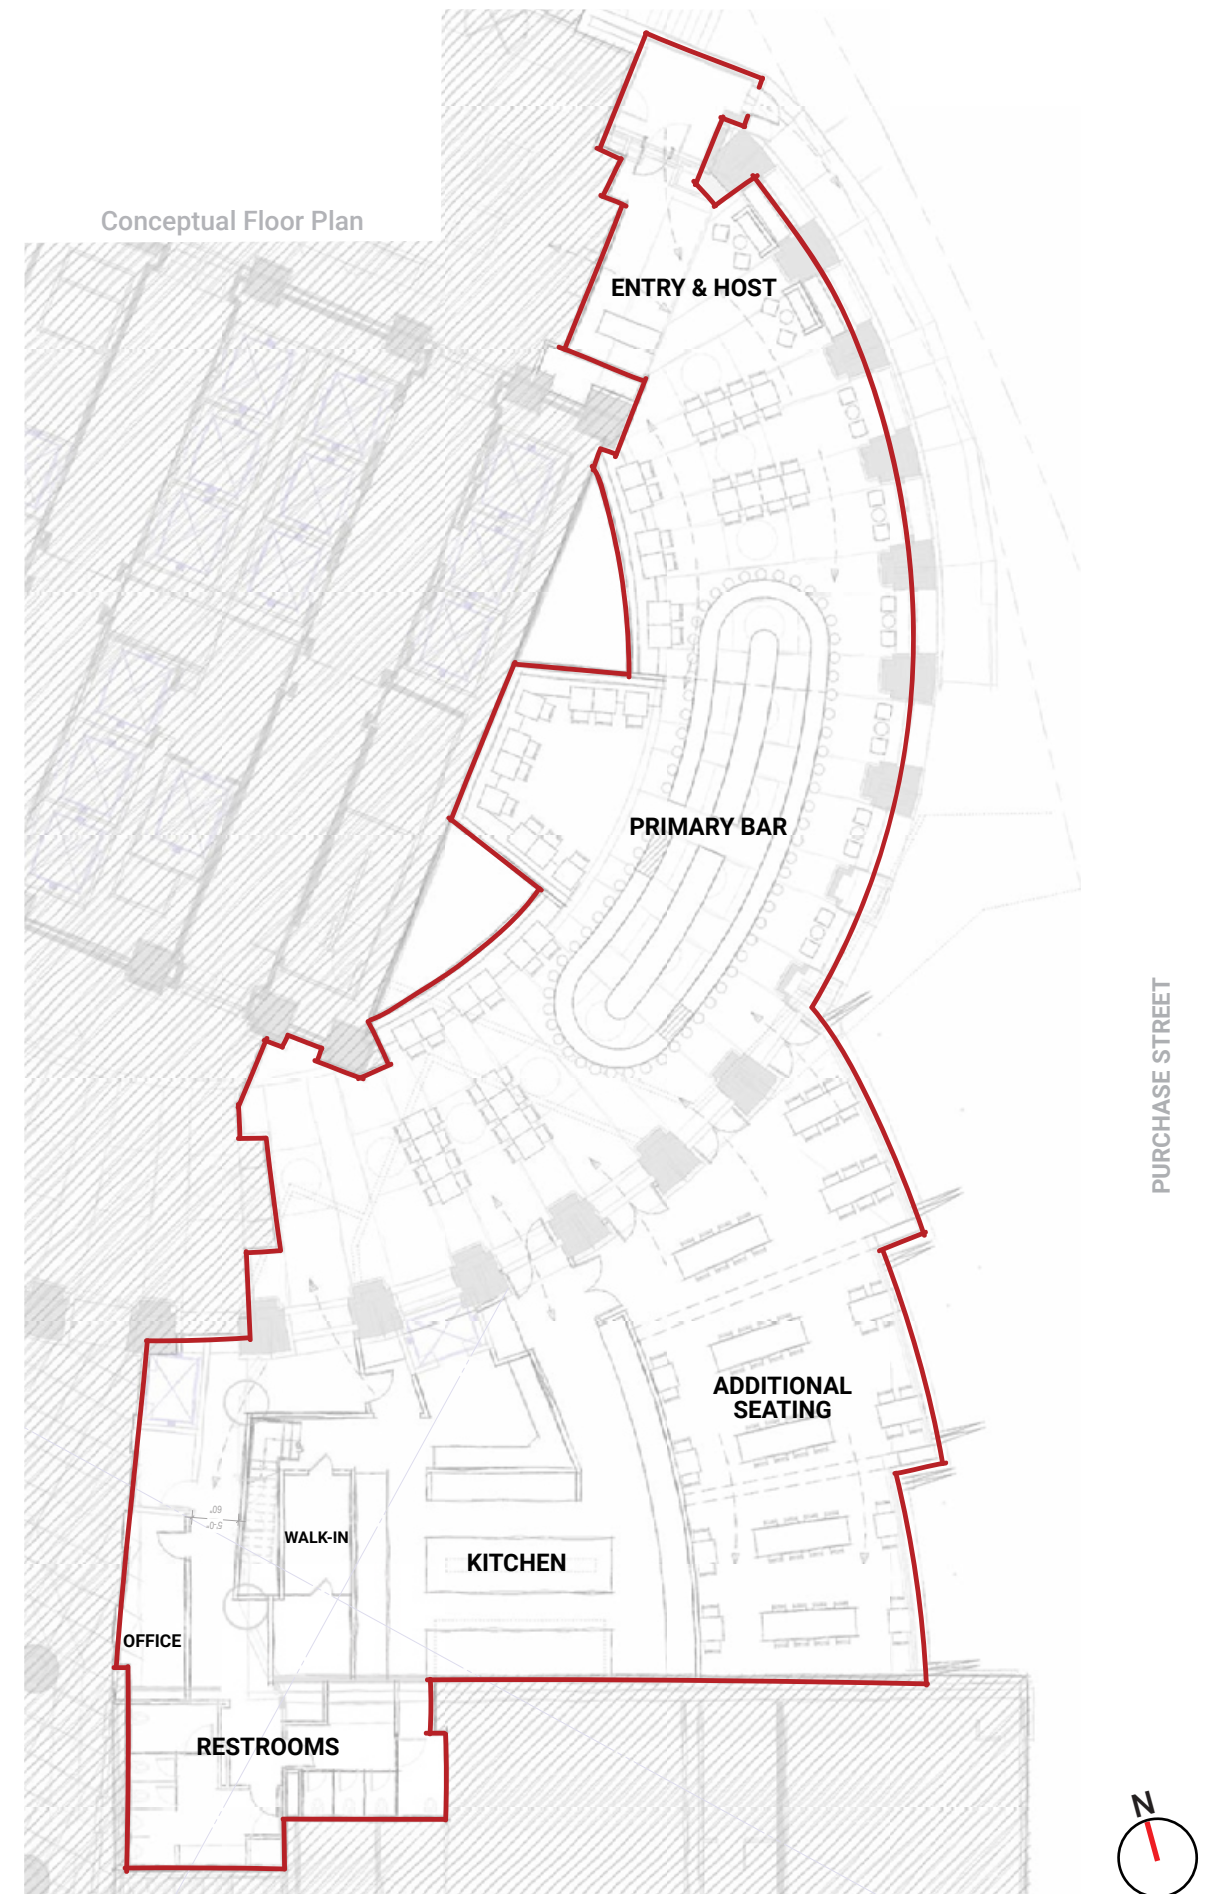 Conceptual Floor Plan
ENTRY & HOST
PRIMARY BAR
PURCHASE STREET
ADDITIONAL
SEATING
WALK-IN
KITCHEN
OFFICE
RESTROOMS
N